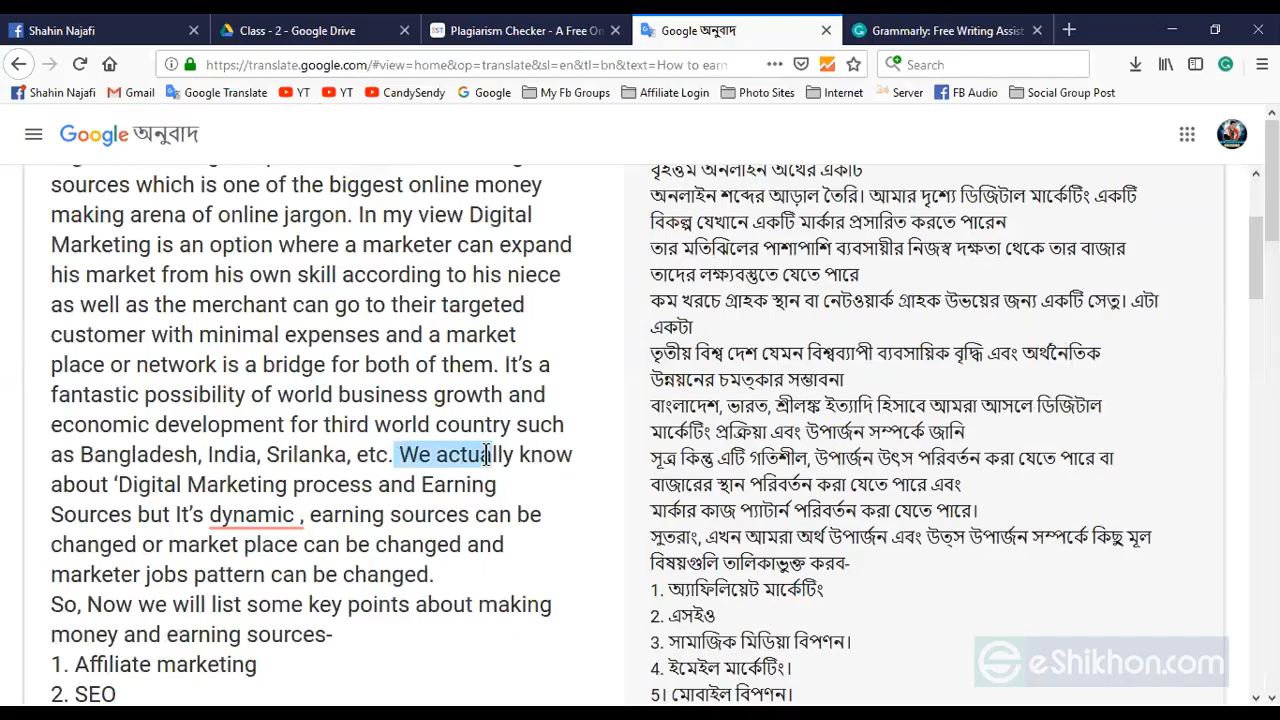 Shahin Najafi
Class - 2 - Google Drive
Plagiarism Checker - A Free On
Google অনুবাদ
Grammarly: Free Writing Assist
https://translate.google.com/#view=home&op=translate&sl=en&tl=bn&text=How to earn
Search
Shahin Najafi
Gmail
Google Translate
YT
YT
CandySendy
Google
My Fb Groups
Affiliate Login
Photo Sites
Internet
Server
FB Audio
Social Group Post
Google অনুবাদ
sources which is one of the biggest online money
making arena of online jargon. In my view Digital
Marketing is an option where a marketer can expand
his market from his own skill according to his niece
as well as the merchant can go to their targeted
customer with minimal expenses and a market
place or network is a bridge for both of them. It’s a
fantastic possibility of world business growth and
economic development for third world country such
as Bangladesh, India, Srilanka, etc. We actually know
about ‘Digital Marketing process and Earning
Sources but It’s dynamic , earning sources can be
changed or market place can be changed and
marketer jobs pattern can be changed.
So, Now we will list some key points about making
money and earning sources-
1. Affiliate marketing
2. SEO
বৃহত্তম অনলাইন অর্থের একটি
অনলাইন শব্দের আড়াল তৈরি। আমার দৃশ্যে ডিজিটাল মার্কেটিং একটি
বিকল্প যেখানে একটি মার্কার প্রসারিত করতে পারেন
তার মতিঝিলের পাশাপাশি ব্যবসায়ীর নিজস্ব দক্ষতা থেকে তার বাজার
তাদের লক্ষ্যবস্তুতে যেতে পারে
কম খরচে গ্রাহক স্থান বা নেটওয়ার্ক গ্রাহক উভয়ের জন্য একটি সেতু। এটা
একটা
তৃতীয় বিশ্ব দেশ যেমন বিশ্বব্যাপী ব্যবসায়িক বৃদ্ধি এবং অর্থনৈতিক
উন্নয়নের চমত্কার সম্ভাবনা
বাংলাদেশ, ভারত, শ্রীলঙ্ক ইত্যাদি হিসাবে আমরা আসলে ডিজিটাল
মার্কেটিং প্রক্রিয়া এবং উপার্জন সম্পর্কে জানি
সূত্র কিন্তু এটি গতিশীল, উপার্জন উৎস পরিবর্তন করা যেতে পারে বা
বাজারের স্থান পরিবর্তন করা যেতে পারে এবং
মার্কার কাজ প্যাটার্ন পরিবর্তন করা যেতে পারে।
সুতরাং, এখন আমরা অর্থ উপার্জন এবং উত্স উপার্জন সম্পর্কে কিছু মূল
বিষয়গুলি তালিকাভুক্ত করব-
1. অ্যাফিলিয়েট মার্কেটিং
2. এসইও
3. সামাজিক মিডিয়া বিপণন।
4. ইমেইল মার্কেটিং।
5। মোবাইল বিপণন।
eShikhon.com